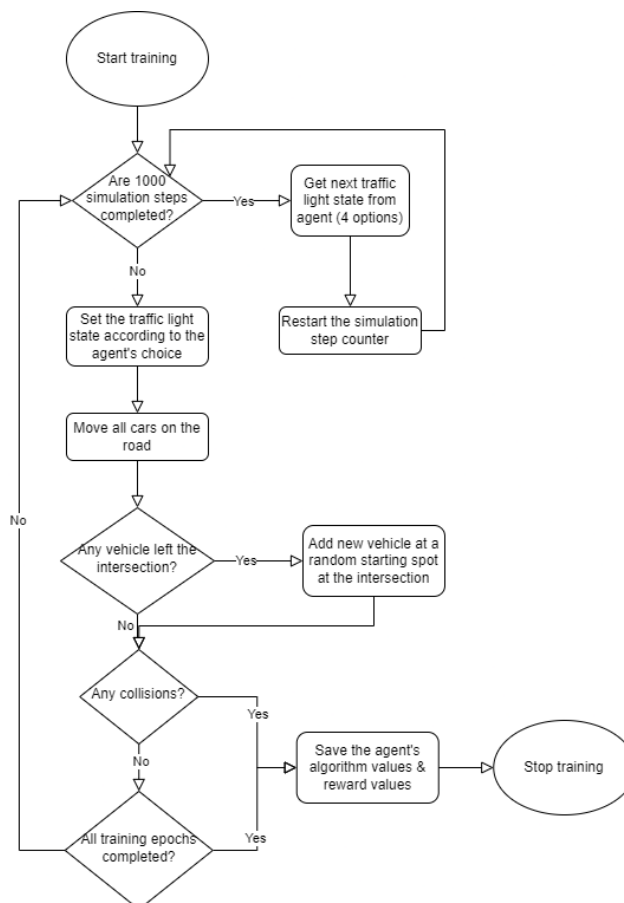 Start training
Are 1000
simulation steps
completed?
Yes
Get next traffic
light state from
agent (4 options)
No
Set the traffic light
state according to the
agent's choice
Restart the simulation
step counter
Move all cars on the
road
No
Any vehicle left the
intersection?
Yes
Add new vehicle at a
random starting spot
at the intersection
No
Any collisions?
Yes
Save the agent's
algorithm values &
reward values
Stop training
No
All training epochs
completed?
Yes